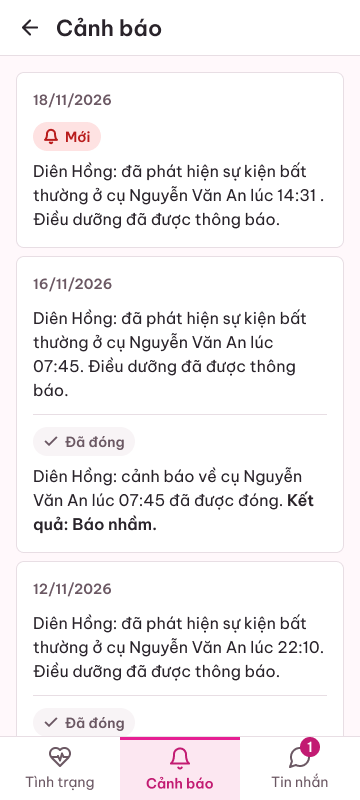 Cảnh báo
18/11/2026
Mới
Diên Hồng: đã phát hiện sự kiện bất
thường ở cụ Nguyễn Văn An lúc 14:31 .
Điều dưỡng đã được thông báo.
16/11/2026
Diên Hồng: đã phát hiện sự kiện bất
thường ở cụ Nguyễn Văn An lúc
07:45. Điều dưỡng đã được thông
báo.
Đã đóng
Diên Hồng: cảnh báo về cụ Nguyễn
Văn An lúc 07:45 đã được đóng. Kết
quả: Báo nhầm.
12/11/2026
Diên Hồng: đã phát hiện sự kiện bất
thường ở cụ Nguyễn Văn An lúc 22:10.
Điều dưỡng đã được thông báo.
Đã đóng
Tình trạng
Cảnh báo
1
Tin nhắn